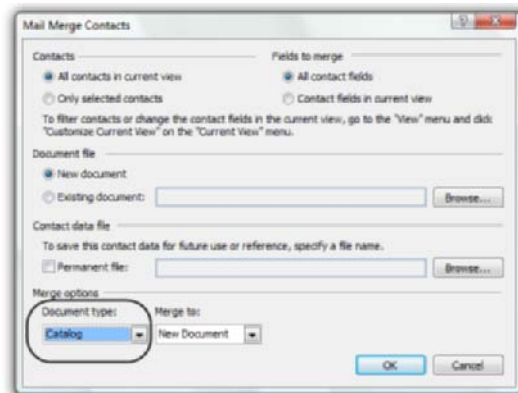 Mail Merge Contacts
Contacts
Fields to merge
All contacts in current view
All contact fields
Only selected contacts
Contact fields in current view
To filter contacts or change the contact fields in the current view, go to the "View" menu and click
"Customize Current View" on the "Current View" menu.
Document file
New document
Existing document:
Browse...
Contact data file
To save this contact data for future use or reference, specify a file name.
Permanent file:
Browse...
Merge options
Document type:
Merge to:
Catalog
New Document
OK
Cancel